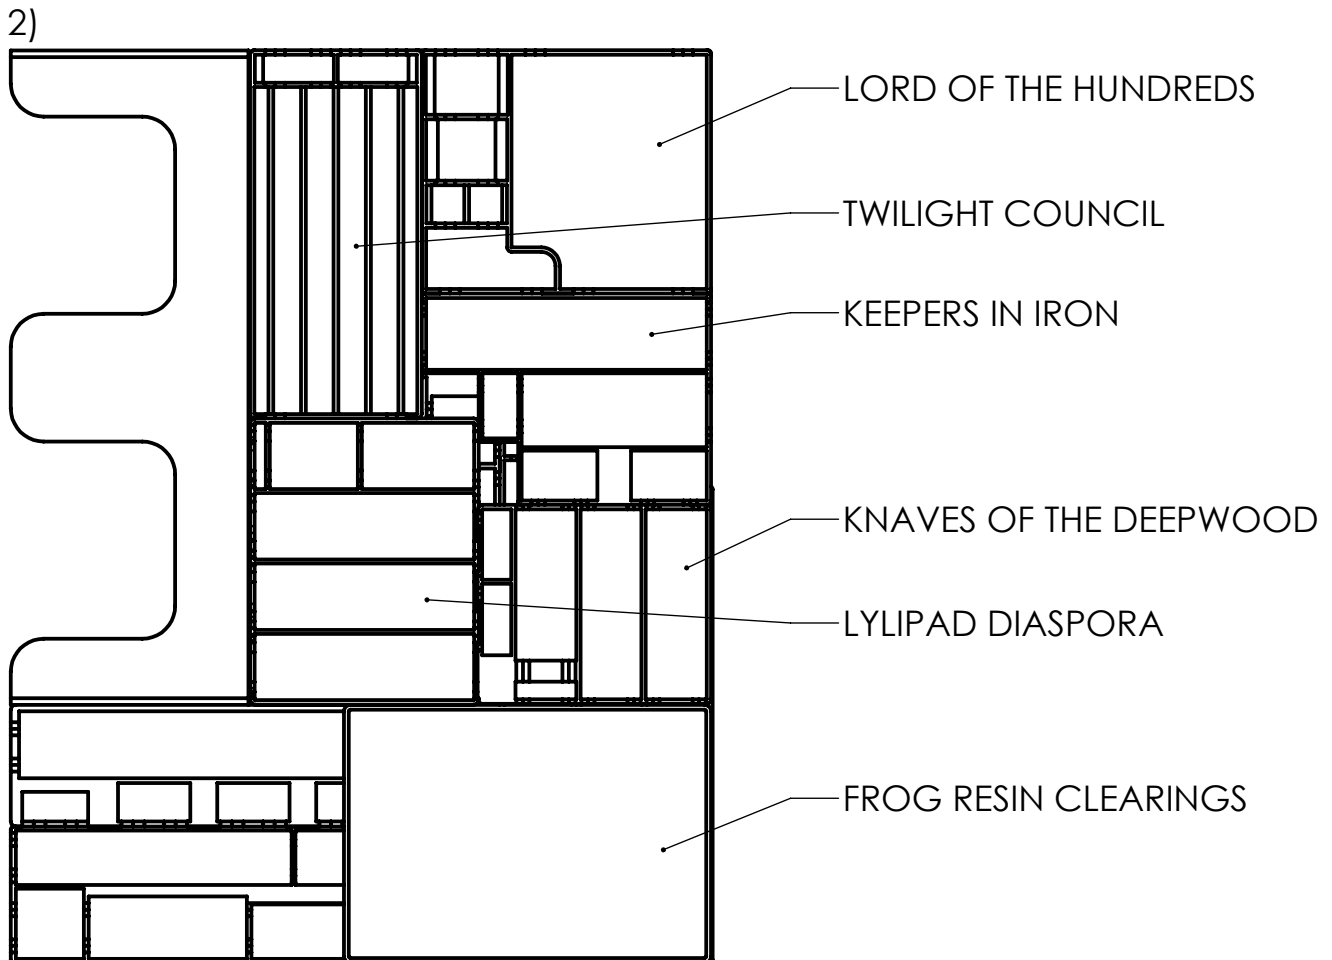 2)
LORD OF THE HUNDREDS
TWILIGHT COUNCIL
KEEPERS IN IRON
KNAVES OF THE DEEPWOOD
LYLIPAD DIASPORA
FROG RESIN CLEARINGS